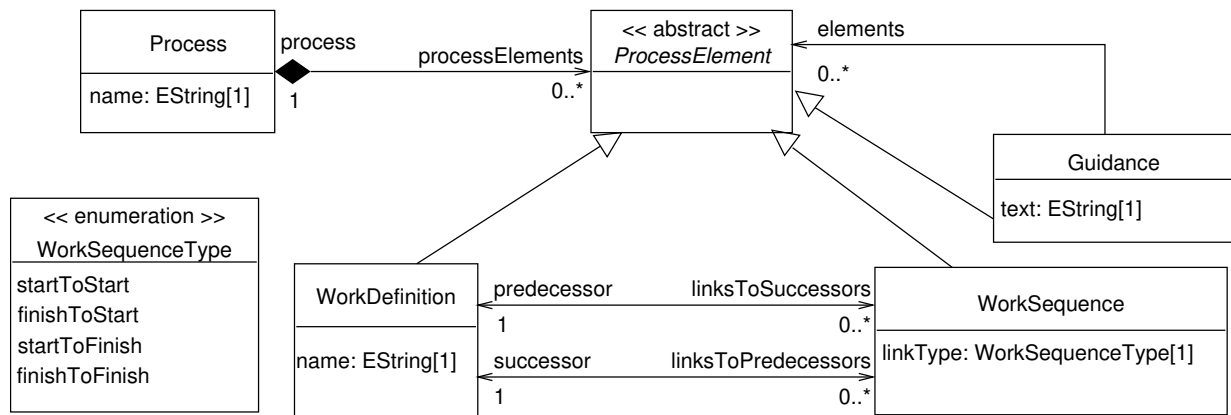 Process
name: EString[1]
process
1
processElements
0..*
<< abstract >>
ProcessElement
elements
0..*
Guidance
text: EString[1]
<< enumeration >>
WorkSequenceType
startToStart
finishToStart
startToFinish
finishToFinish
WorkDefinition
name: EString[1]
predecessor
1
linksToSuccessors
0..*
successor
1
linksToPredecessors
0..*
WorkSequence
linkType: WorkSequenceType[1]